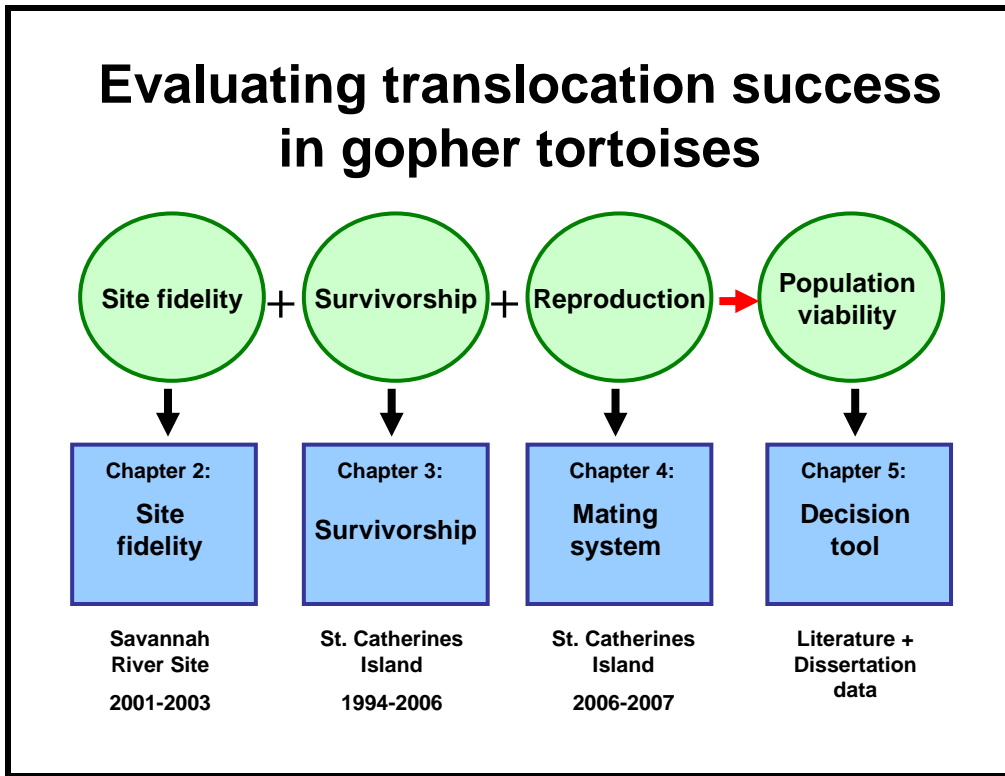 Evaluating translocation success
in gopher tortoises
Site fidelity
+
Survivorship
+
Reproduction
Population
viability
Chapter 2:
Site
fidelity
Chapter 3:
Survivorship
Chapter 4:
Mating
system
Chapter 5:
Decision
tool
Savannah
River Site
2001-2003
St. Catherines
Island
1994-2006
St. Catherines
Island
2006-2007
Literature +
Dissertation
data